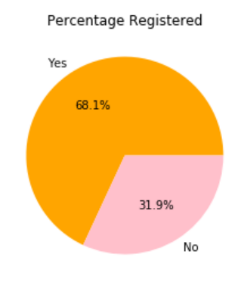 Percentage Registered
Yes
68.1%
31.9%
No